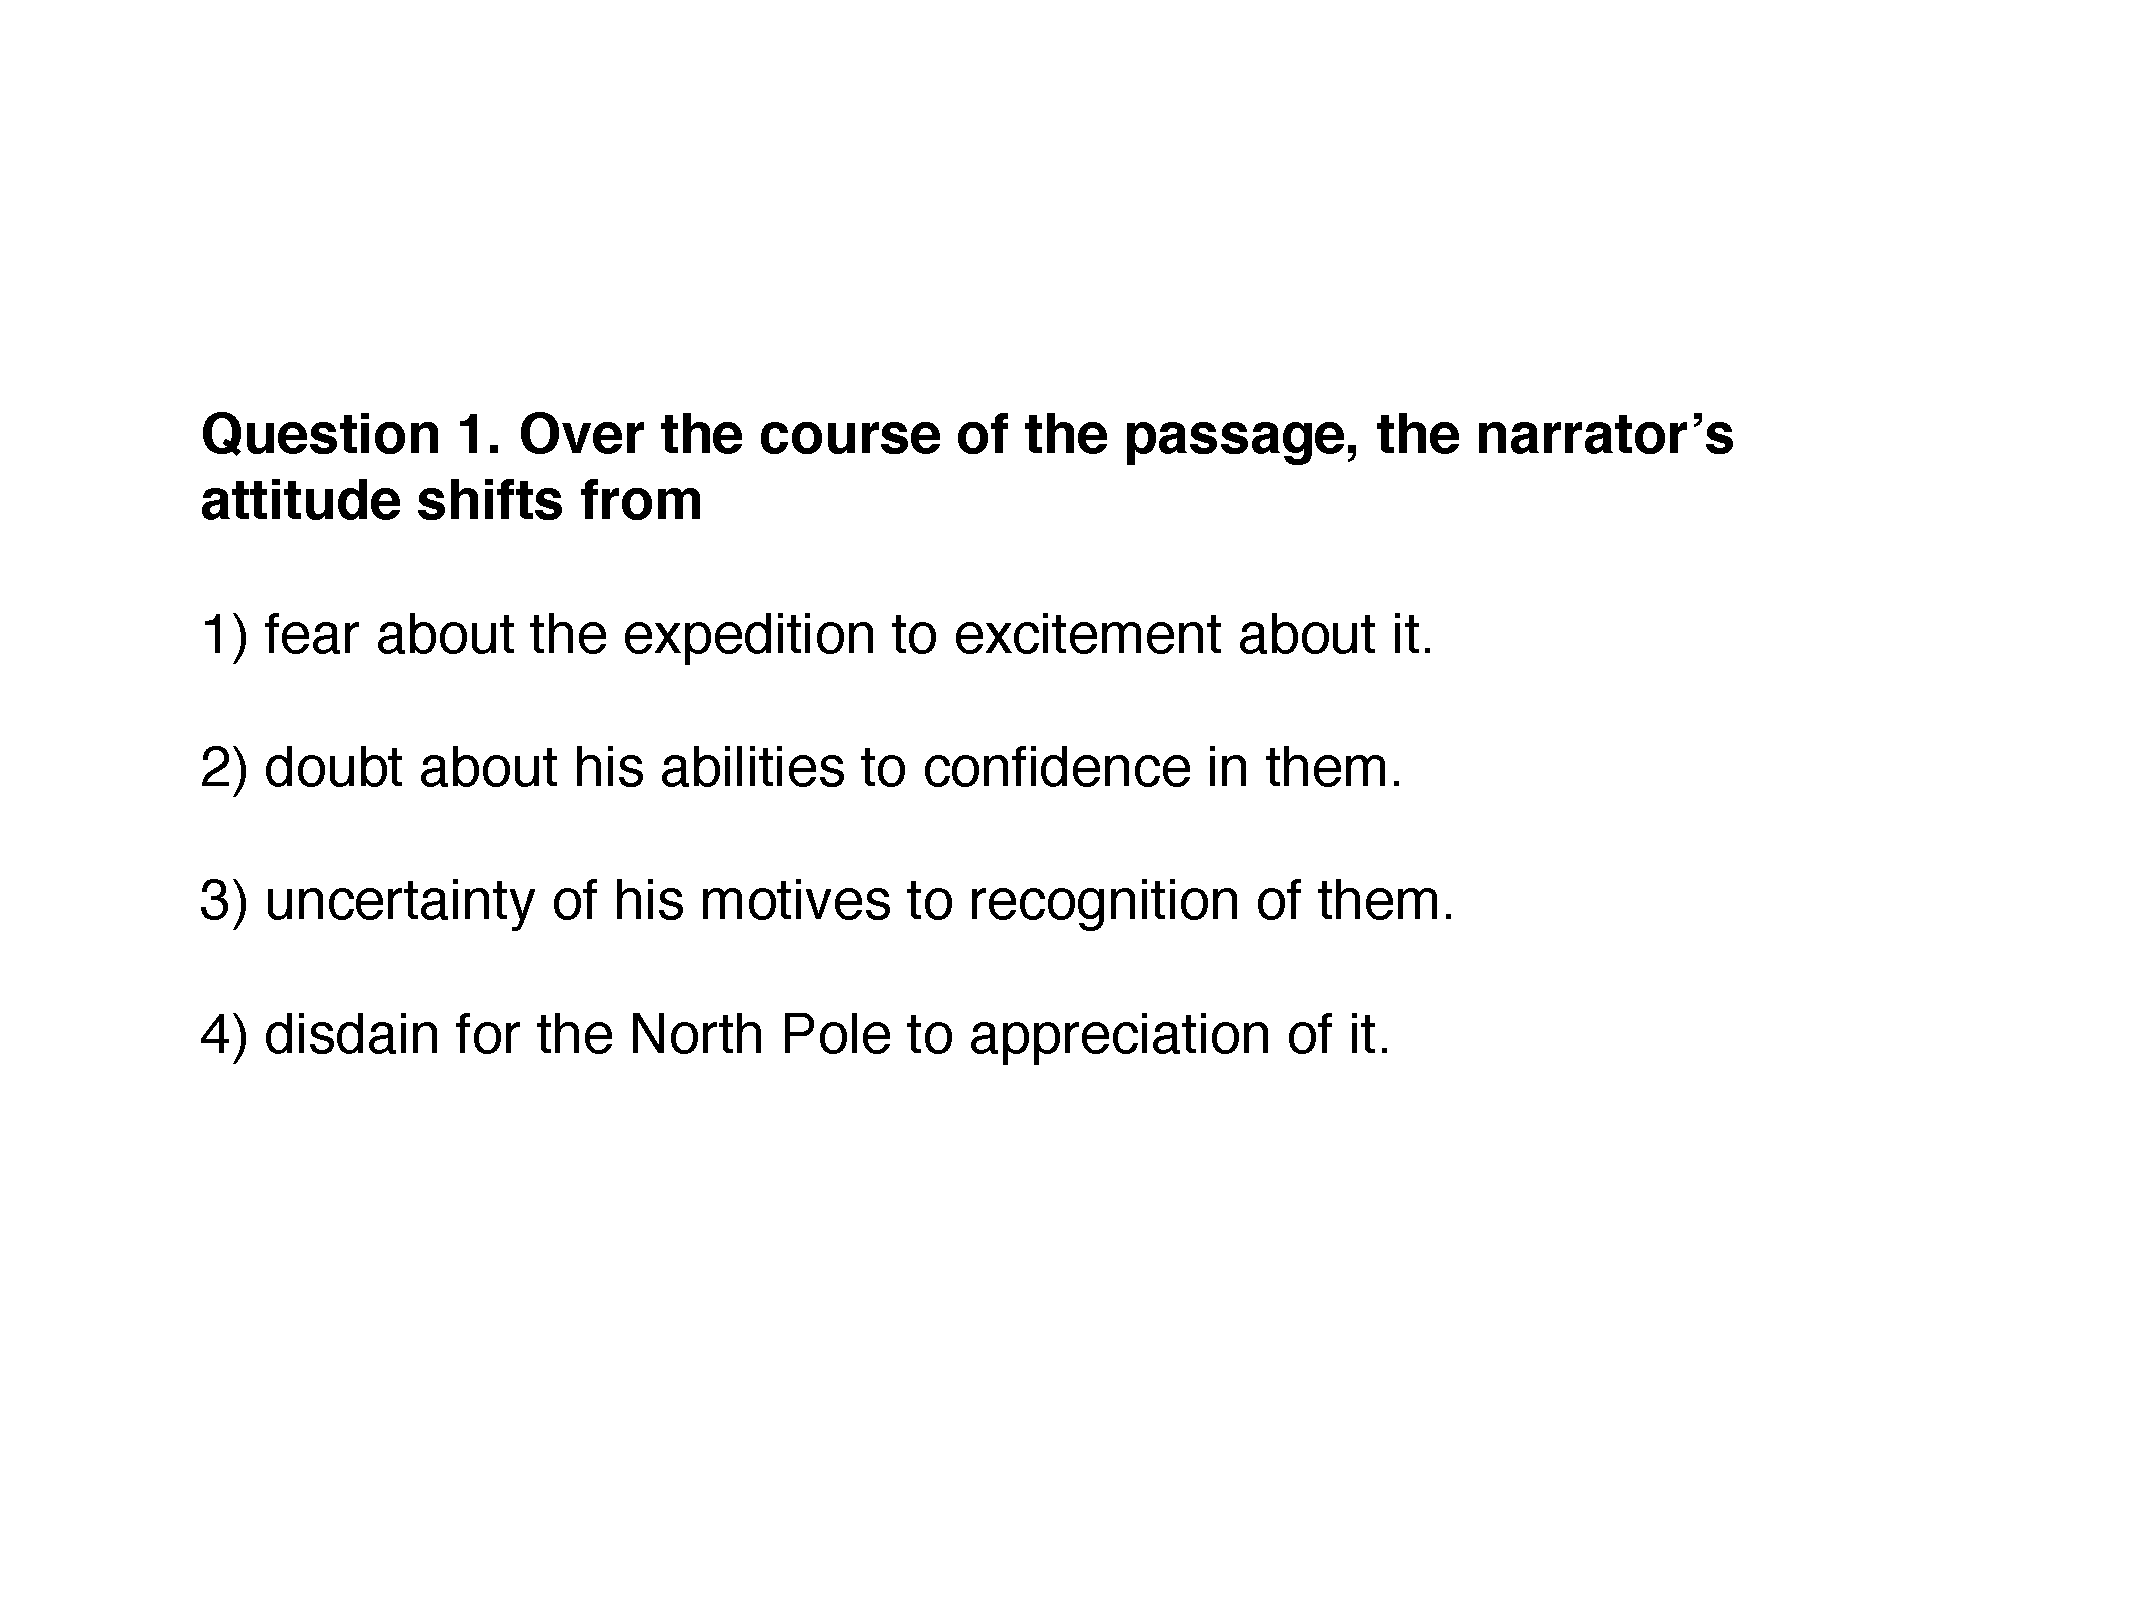 Question 1. Over the course of the passage, the narrator’s
attitude shifts from
1) fear about the expedition to excitement about it.
2) doubt about his abilities to confidence in them.
3) uncertainty of his motives to recognition of them.
4) disdain for the North Pole to appreciation of it.